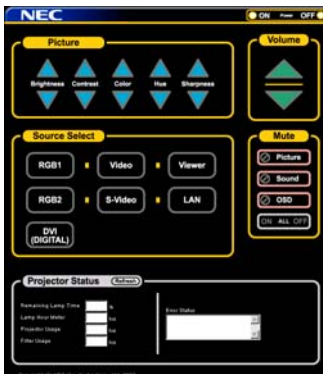 NEC
ON Power OFF
Picture
Volume
Brightness Contrast Color Hue Sharpness
Source Select
Mute
RGB1 Video Viewer
Picture
Sound
RGB2 S-Video LAN
OSD
ON ALL OFF
DVI
(DIGITAL)
Projector Status Refresh
Remaining Lamp Time %
Lamp Hour Meter
Error Status
Projector Usage
Filter Usage